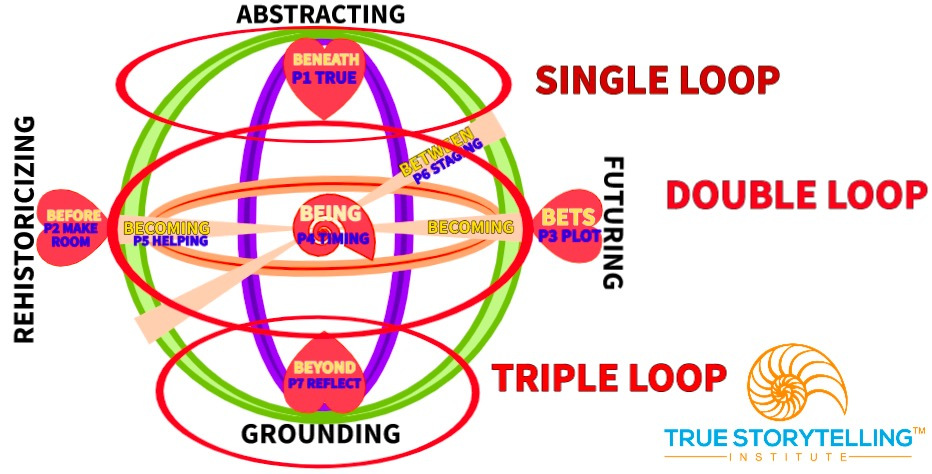 ABSTRACTING
BENEATH
P1 TRUE
SINGLE LOOP
BETWEEN
P6 STAGING
REHISTORICIZING
BEFORE
P2 MAKE
ROOM
BECOMING
P5 HELPING
BEING
P4 TIMING
BECOMING
BETS
P3 PLOT
FUTURING
DOUBLE LOOP
BEYOND
P7 REFLECT
TRIPLE LOOP
GROUNDING
TRUE STORYTELLING™
INSTITUTE